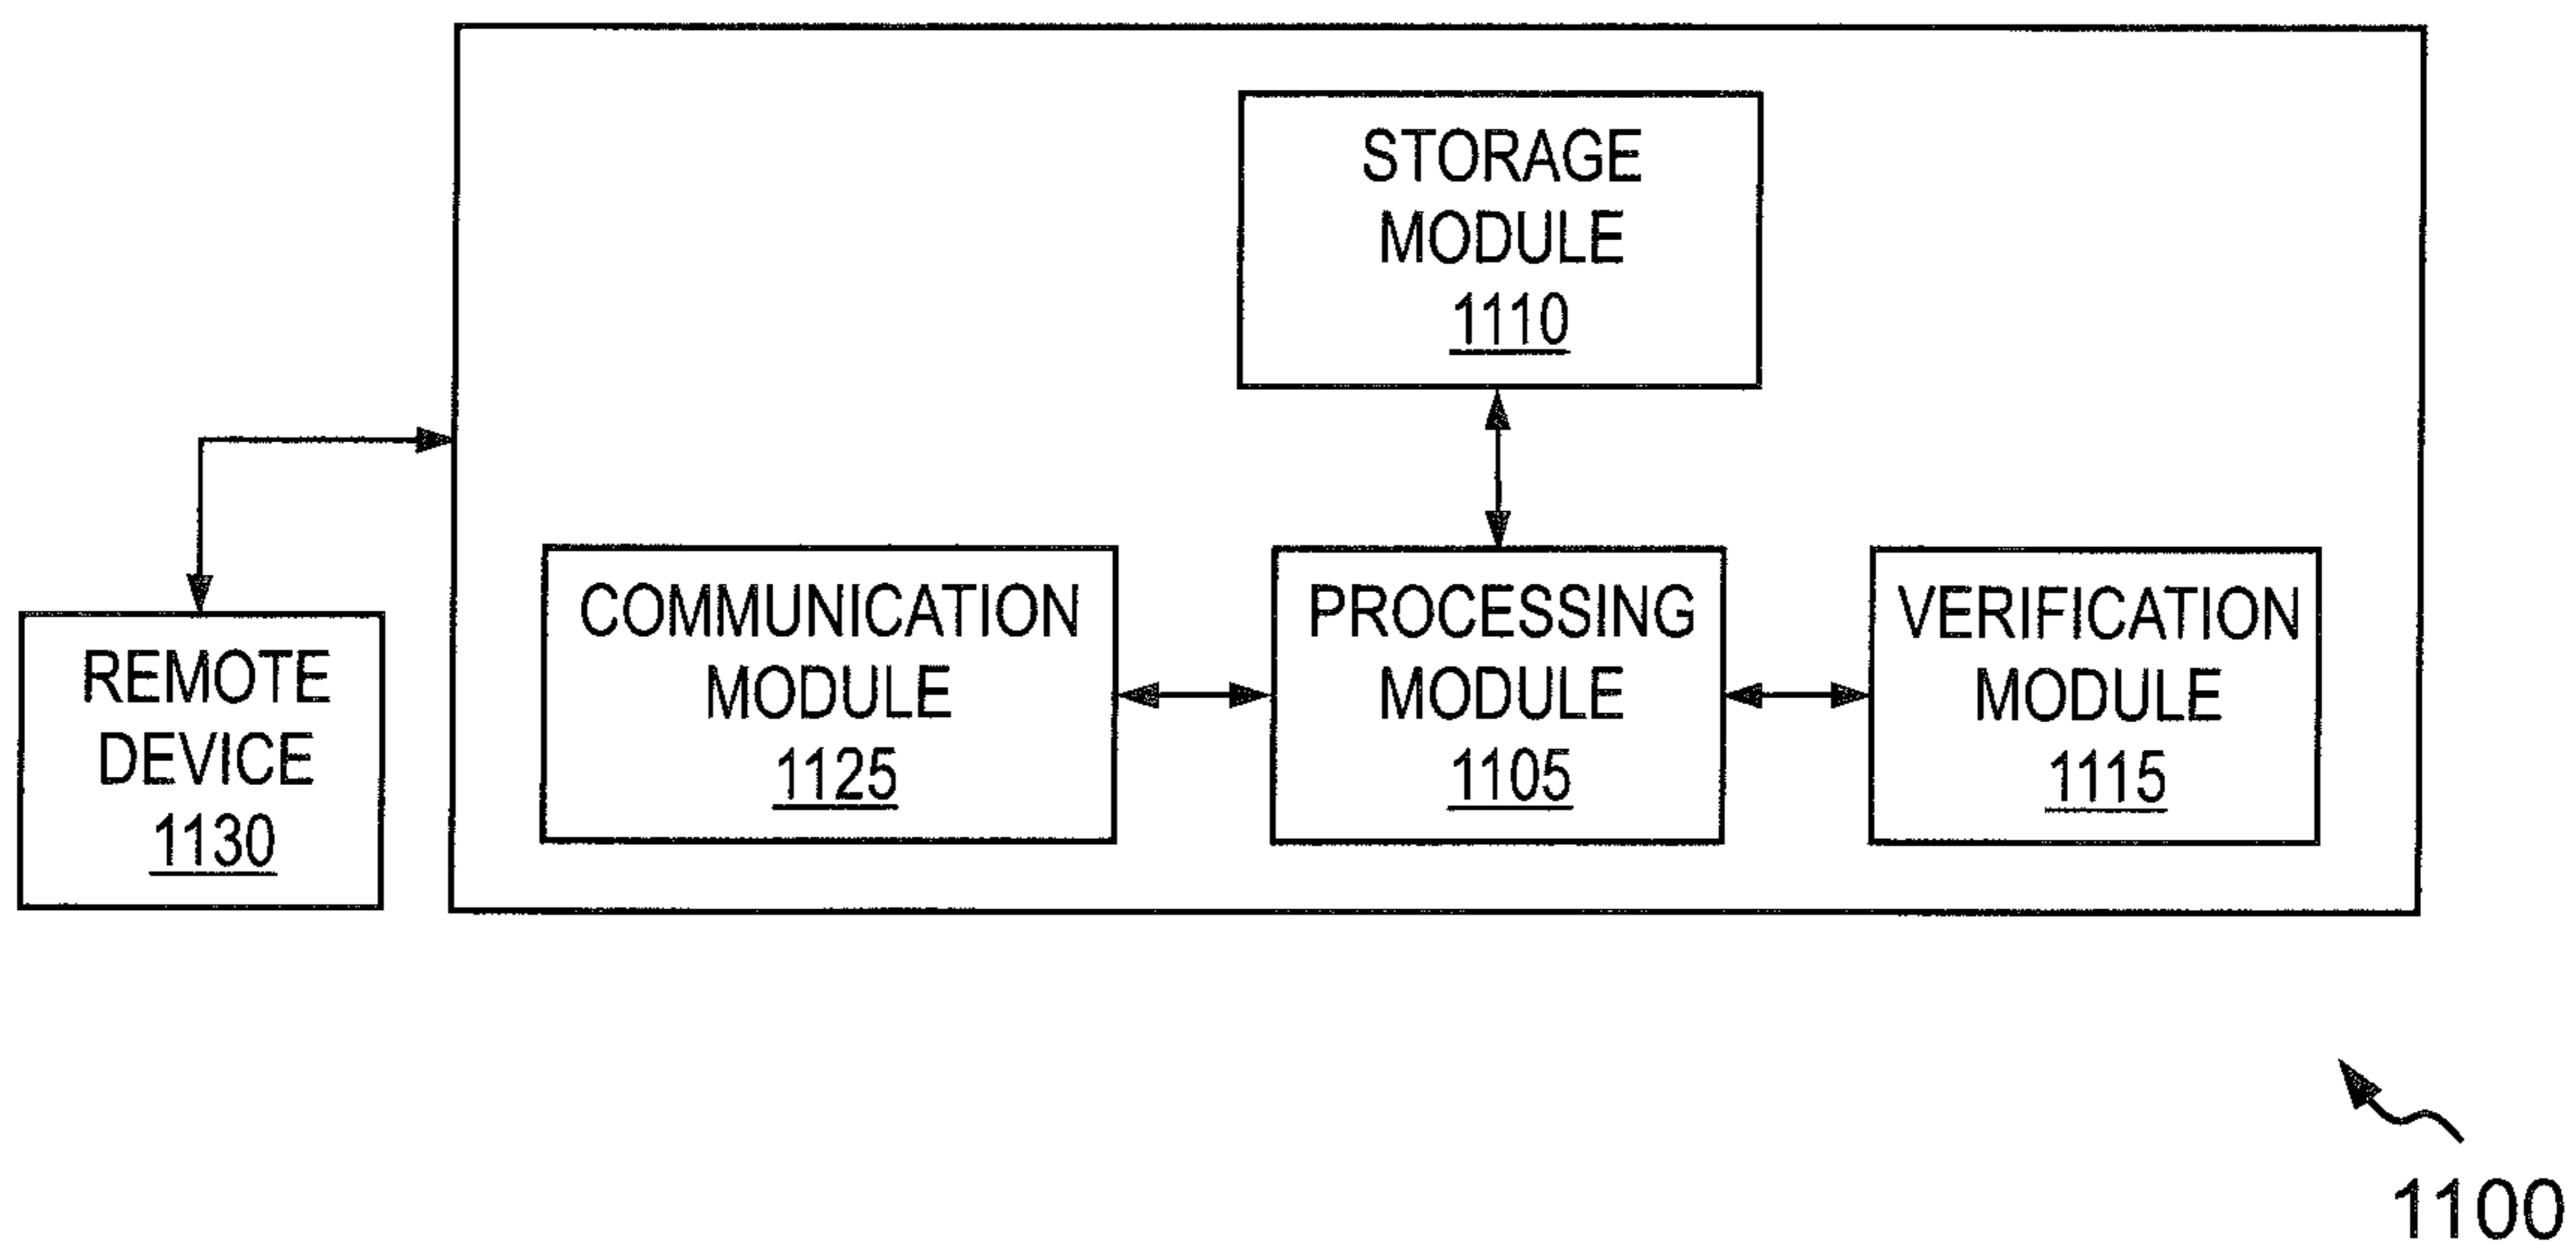 STORAGE
MODULE
1110
REMOTE
DEVICE
1130
COMMUNICATION
MODULE
1125
PROCESSING
MODULE
1105
VERIFICATION
MODULE
1115
1100